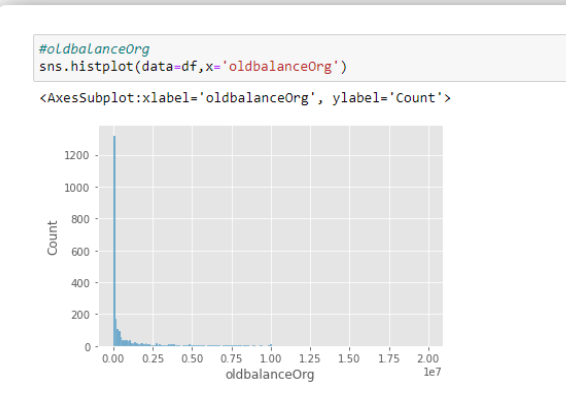 #oldbalanceOrg
sns.histplot(data=df,x='oldbalanceOrg')
<AxesSubplot:xlabel='oldbalanceOrg', ylabel='Count'>
1200
1000
800
600
400
200
0
Count
0.00 0.25 0.50 0.75 1.00 1.25 1.50 1.75 2.00
1e7
oldbalanceOrg